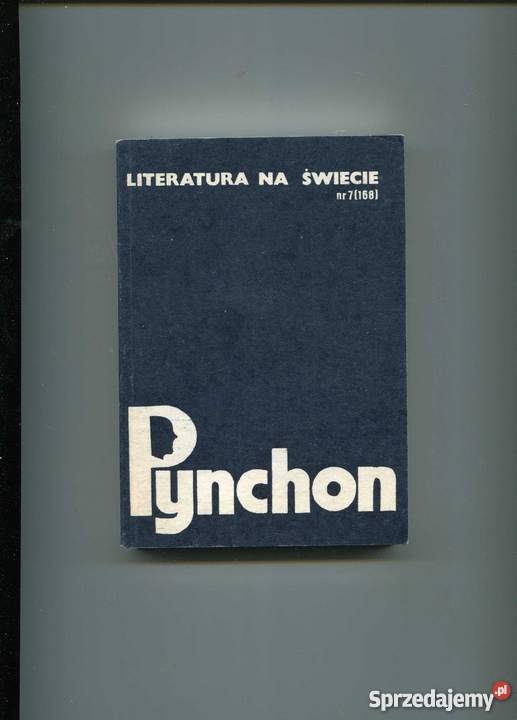 LITERATURA NA ŚWIECIE
nr 7(168)
Pynchon
Sprzedajemy.pl